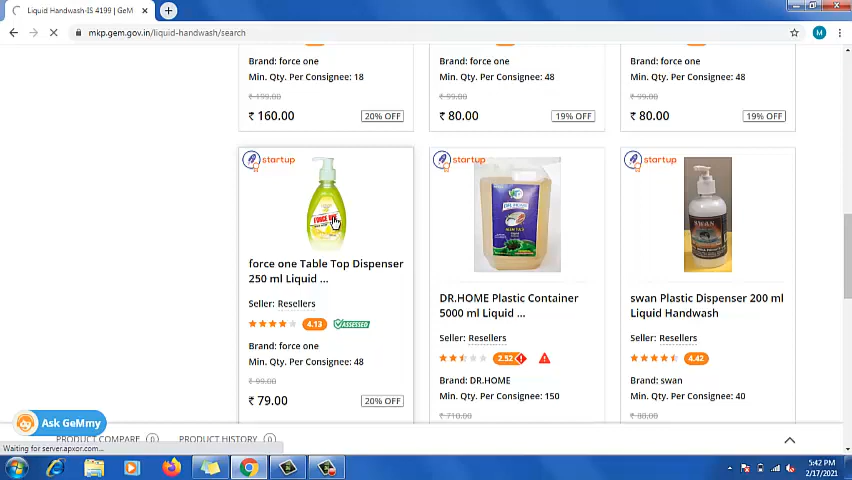 Liquid Handwash-IS 4199 | GeM
mkp.gem.gov.in/liquid-handwash/search
M
Brand: force one
Min. Qty. Per Consignee: 18
₹ 199.00
₹ 160.00
20% OFF
Brand: force one
Min. Qty. Per Consignee: 48
₹ 99.00
₹ 80.00
19% OFF
Brand: force one
Min. Qty. Per Consignee: 48
₹ 99.00
₹ 80.00
19% OFF
startup
force one Table Top Dispenser
250 ml Liquid ...
Seller: Resellers
4.13
ASSESSED
Brand: force one
Min. Qty. Per Consignee: 48
₹ 99.00
₹ 79.00
20% OFF
startup
DR.HOME Plastic Container
5000 ml Liquid ...
Seller: Resellers
2.52
Brand: DR.HOME
Min. Qty. Per Consignee: 150
₹ 710.00
startup
SWAN
swan Plastic Dispenser 200 ml
Liquid Handwash
Seller: Resellers
4.42
Brand: swan
Min. Qty. Per Consignee: 40
₹ 88.00
Ask GeMmy
PRODUCT COMPARE 0
PRODUCT HISTORY 0
Waiting for server.apxor.com...
5:42 PM
2/17/2021